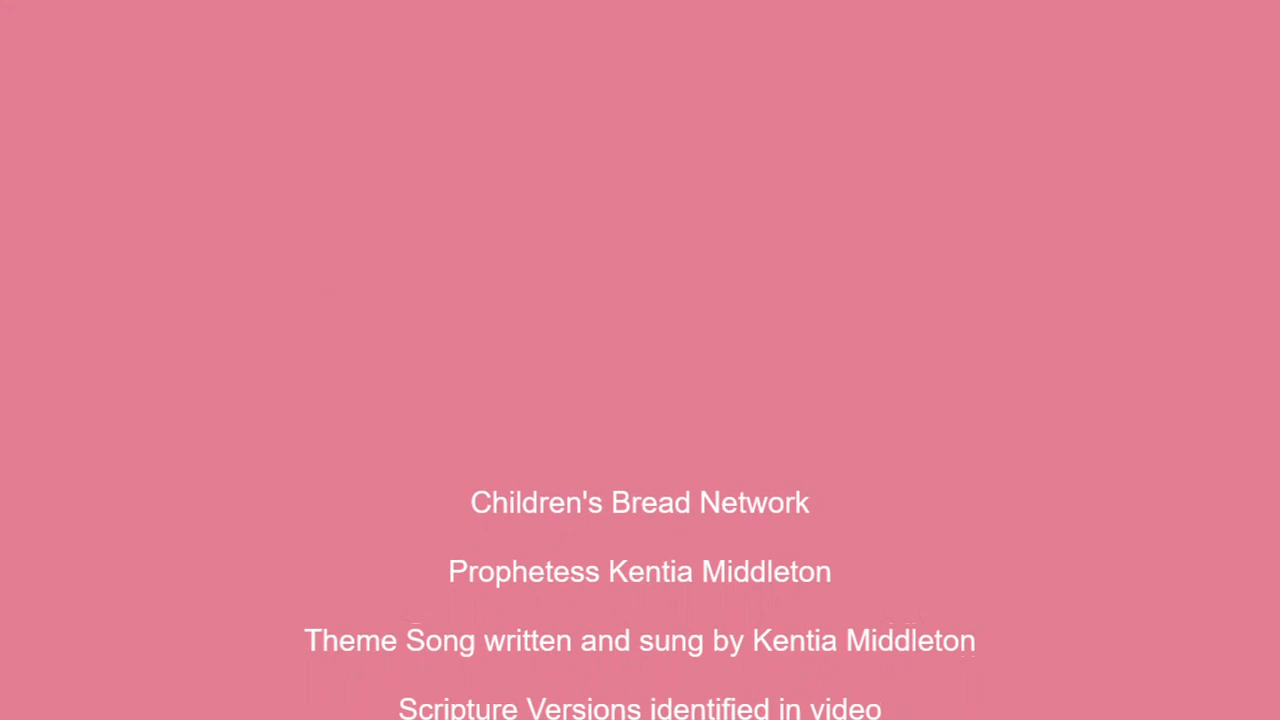 Children's Bread Network
Prophetess Kentia Middleton
Theme Song written and sung by Kentia Middleton
Scripture Versions identified in video